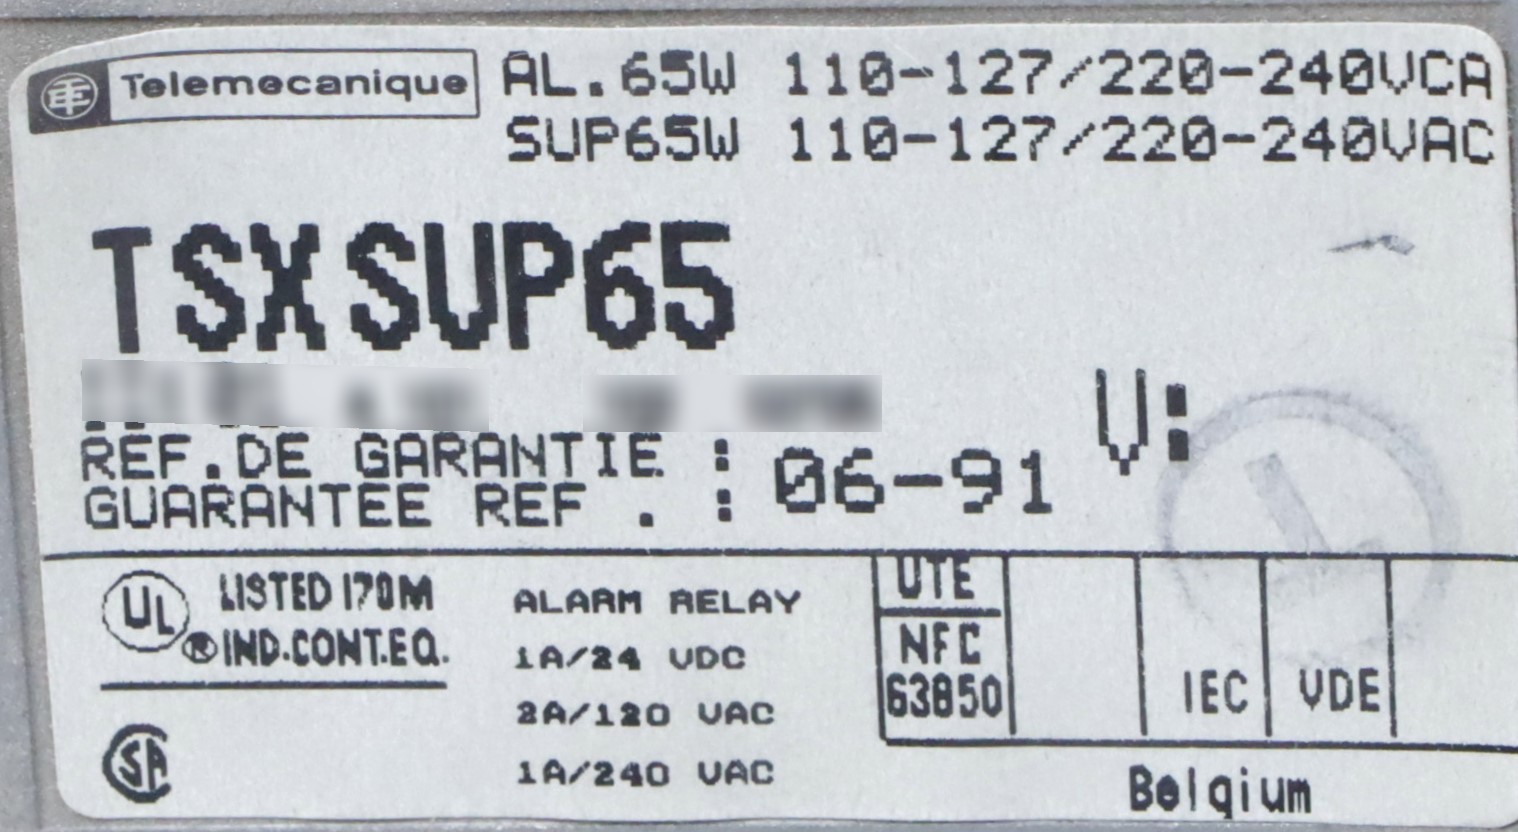 Telemecanique
AL.65W 110-127/220-240VCA
SUP65W 110-127/220-240VAC
TSXSUP65
REF.DE GARANTIE :
GUARANTEE REF . : 06-91
V:
UL LISTED 170M
® IND.CONT.EQ.
SA
ALARM RELAY
1A/24 VDC
2A/120 VAC
1A/240 VAC
UTE
NFC
63850
IEC
VDE
Belgium